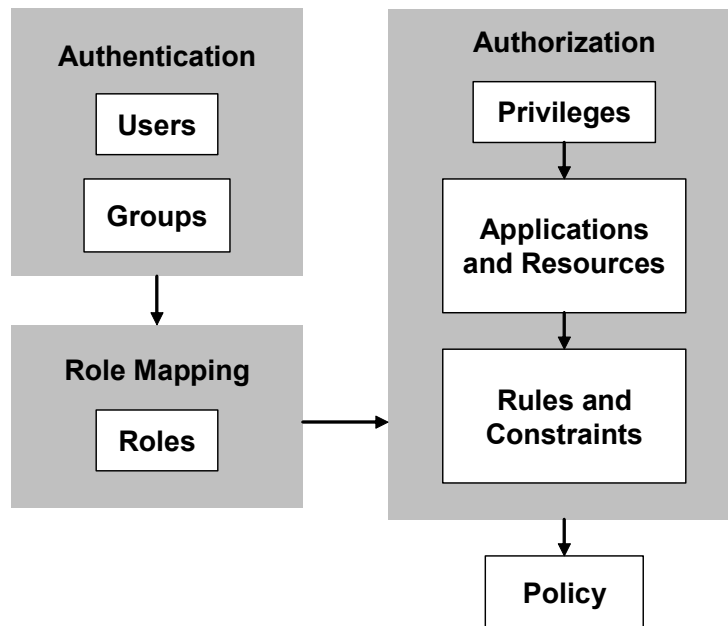 Authentication
Users
Groups
Role Mapping
Roles
Authorization
Privileges
Applications
and Resources
Rules and
Constraints
Policy